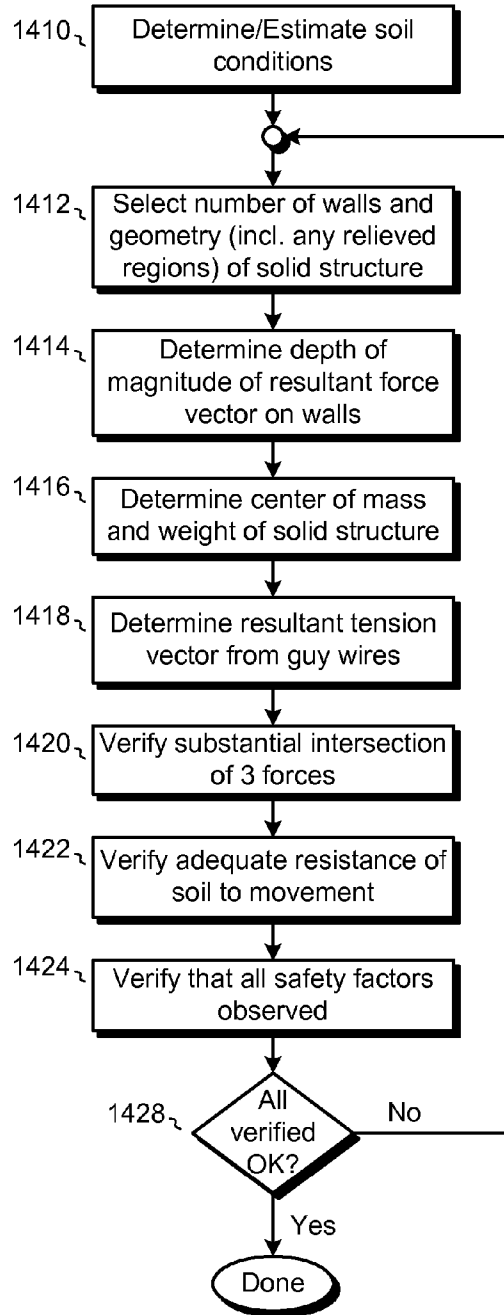 1410
Determine/Estimate soil
conditions
1412
Select number of walls and
geometry (incl. any relieved
regions) of solid structure
1414
Determine depth of
magnitude of resultant force
vector on walls
1416
Determine center of mass
and weight of solid structure
1418
Determine resultant tension
vector from guy wires
1420
Verify substantial intersection
of 3 forces
1422
Verify adequate resistance of
soil to movement
1424
Verify that all safety factors
observed
1428
All
verified
OK?
No
Yes
Done